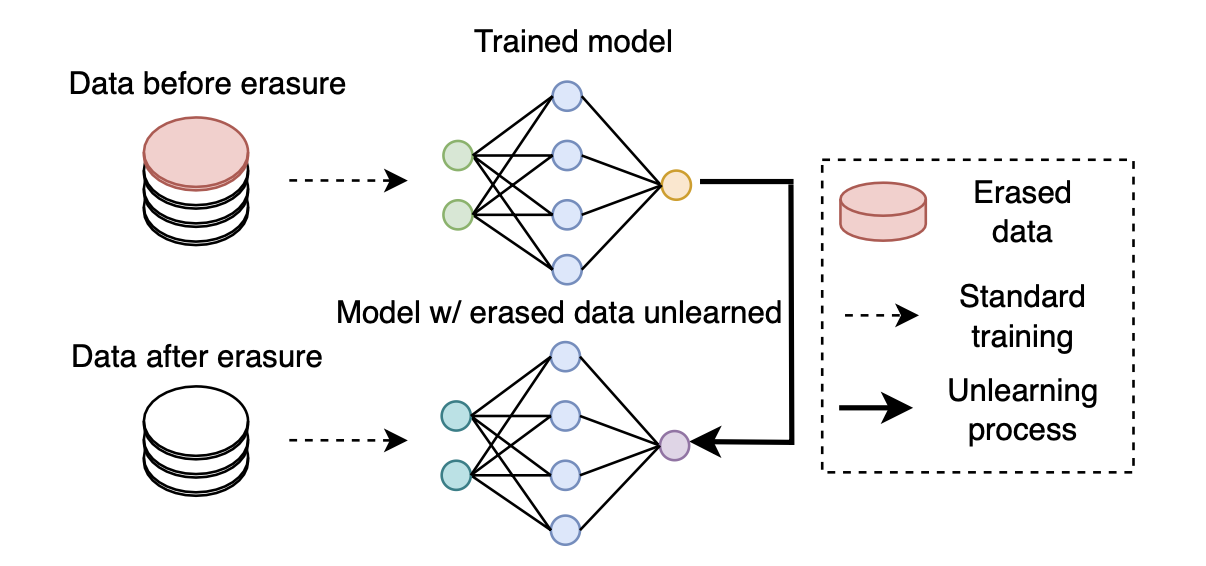 Trained model
Data before erasure
Model w/ erased data unlearned
Data after erasure
Erased
data
Standard
training
Unlearning
process